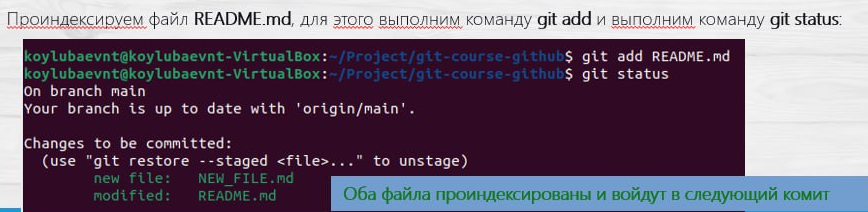 Проиндексируем файл README.md, для этого выполним команду git add и выполним команду git status:
koylubaevnt@koylubaevnt-VirtualBox:~/Project/git-course-github$ git add README.md
koylubaevnt@koylubaevnt-VirtualBox:~/Project/git-course-github$ git status
On branch main
Your branch is up to date with 'origin/main'.
Changes to be committed:
(use "git restore --staged <file>..." to unstage)
new file: NEW_FILE.md
modified: README.md
Оба файла проиндексированы и войдут в следующий комит